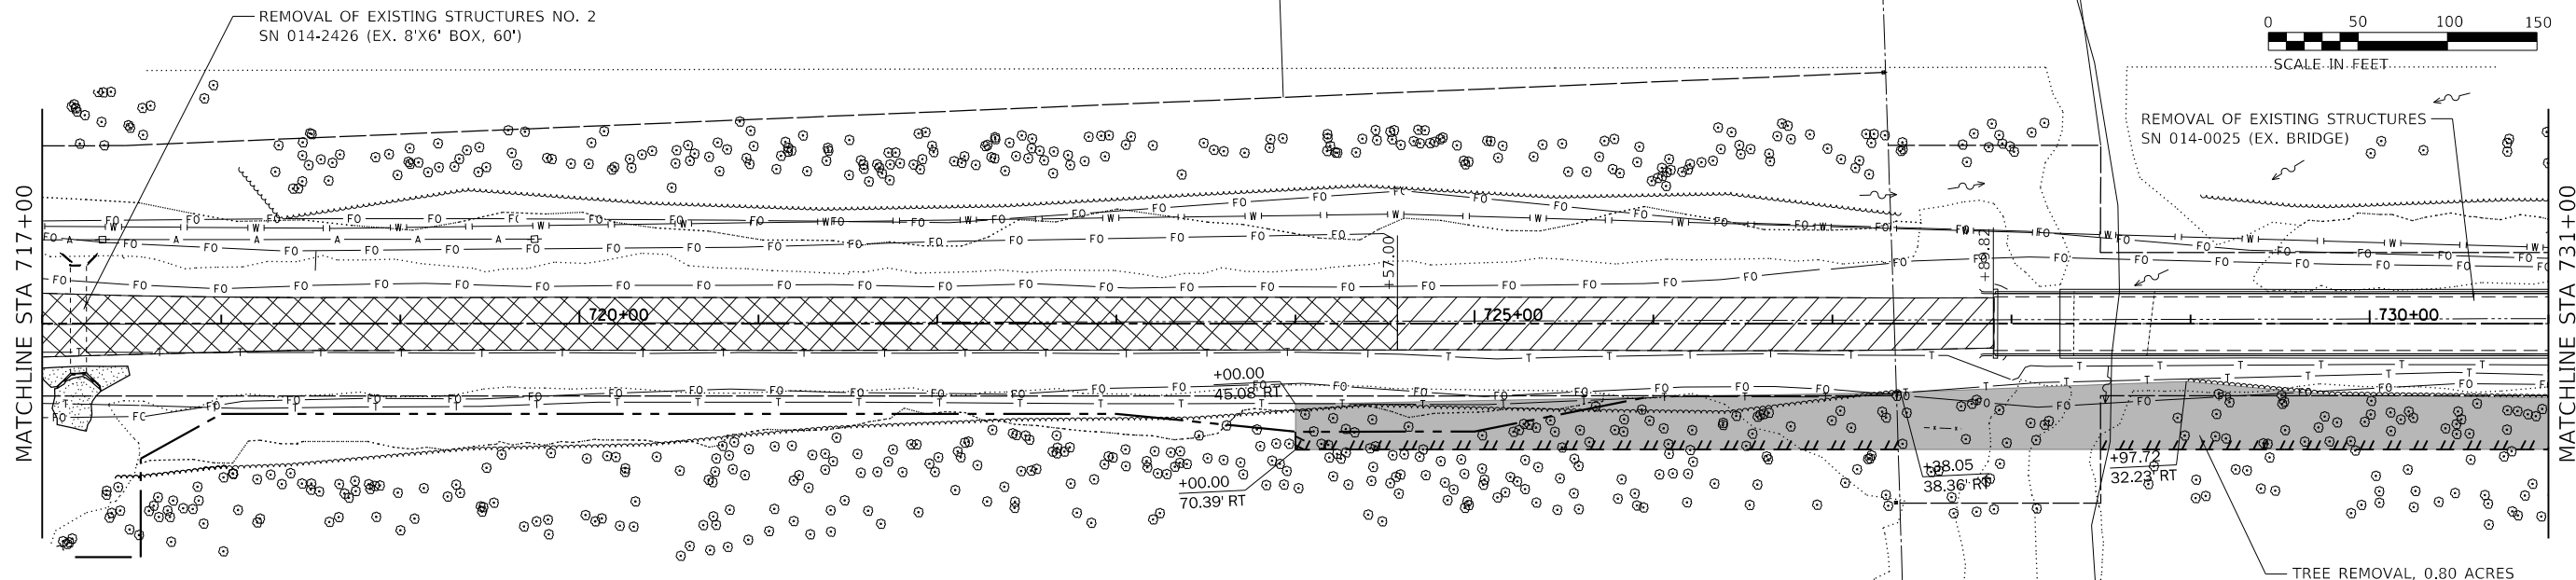 REMOVAL OF EXISTING STRUCTURES NO. 2
SN 014-2426 (EX. 8'X6' BOX, 60')
0 50 100 150
SCALE IN FEET
REMOVAL OF EXISTING STRUCTURES
SN 014-0025 (EX. BRIDGE)
MATCHLINE STA 717+00
MATCHLINE STA 731+00
+57.00
+89.82
720+00
725+00
730+00
+00.00
45.08' RT
+00.00
70.39' RT
+38.05
38.36' RT
+97.72
32.23' RT
TREE REMOVAL, 0.80 ACRES